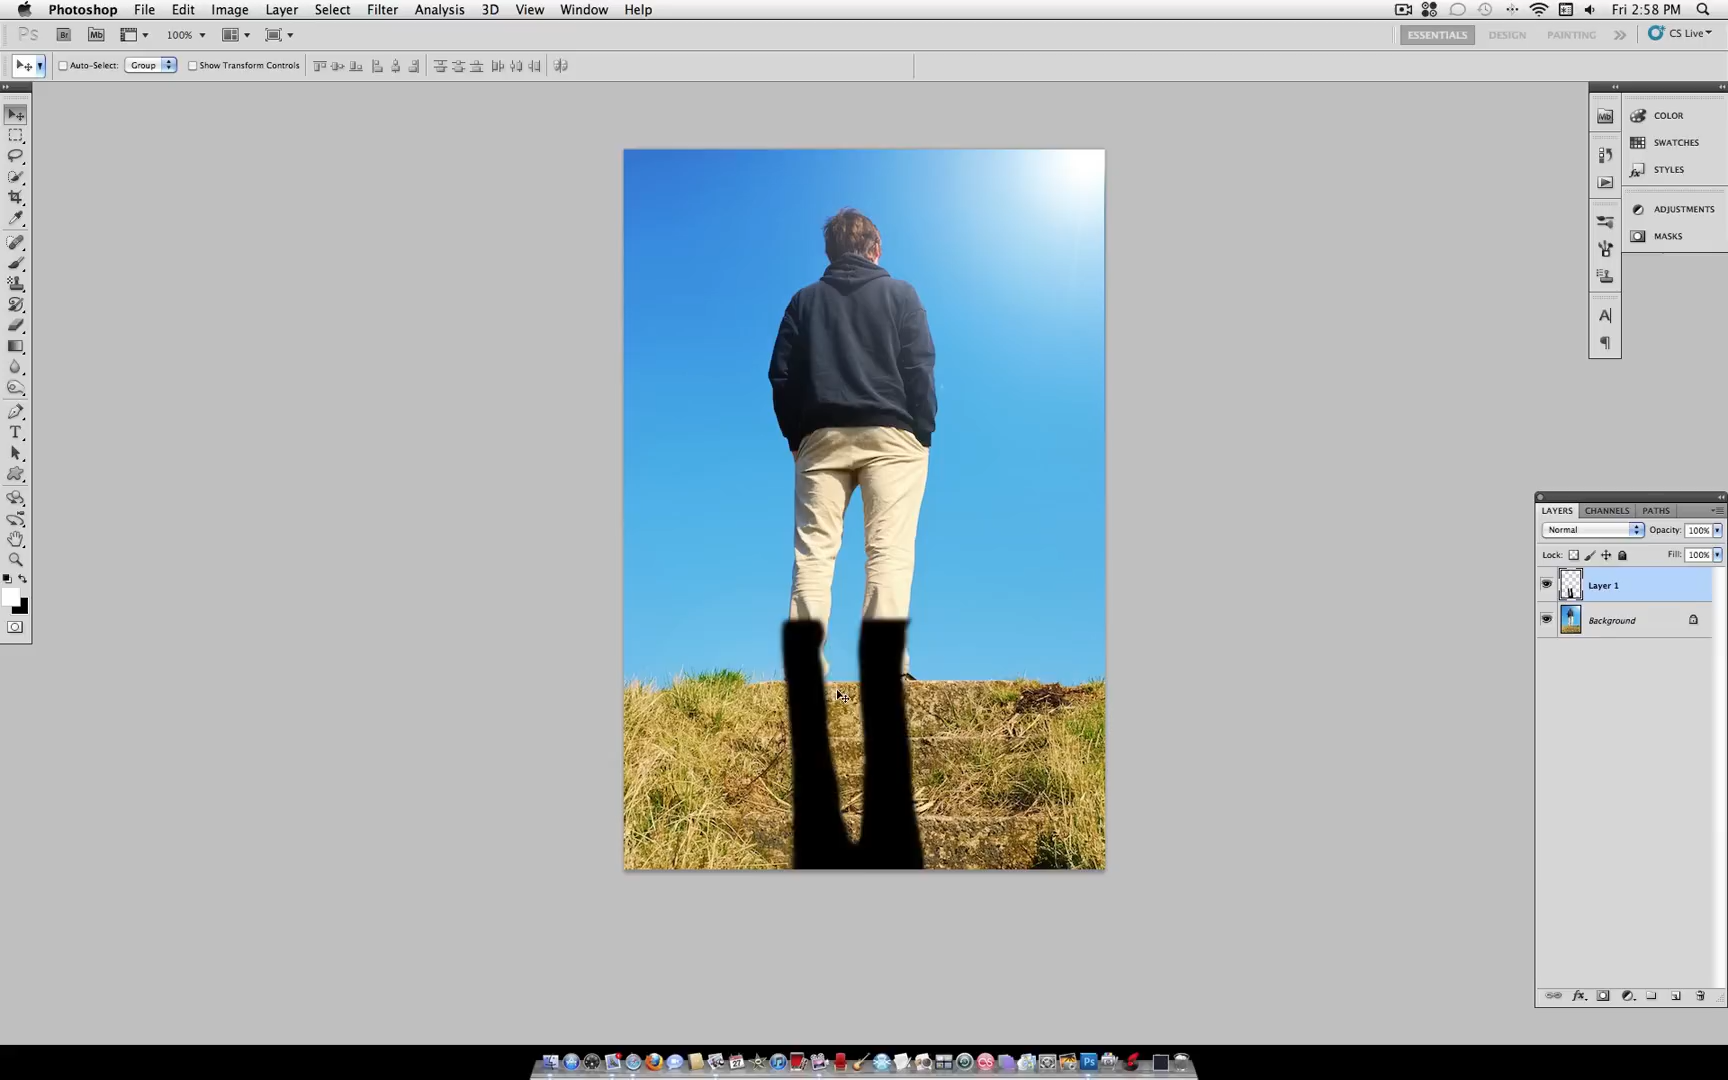 Photoshop File Edit Image Layer Select Filter Analysis 3D View Window Help Fri 2:58 PM
Ps Br Mb 100% ESSENTIALS DESIGN PAINTING CS Live
Auto-Select: Group Show Transform Controls
Mb COLOR
SWATCHES
STYLES
ADJUSTMENTS
MASKS
LAYERS CHANNELS PATHS
Normal Opacity: 100%
Lock: Fill: 100%
Layer 1
Background